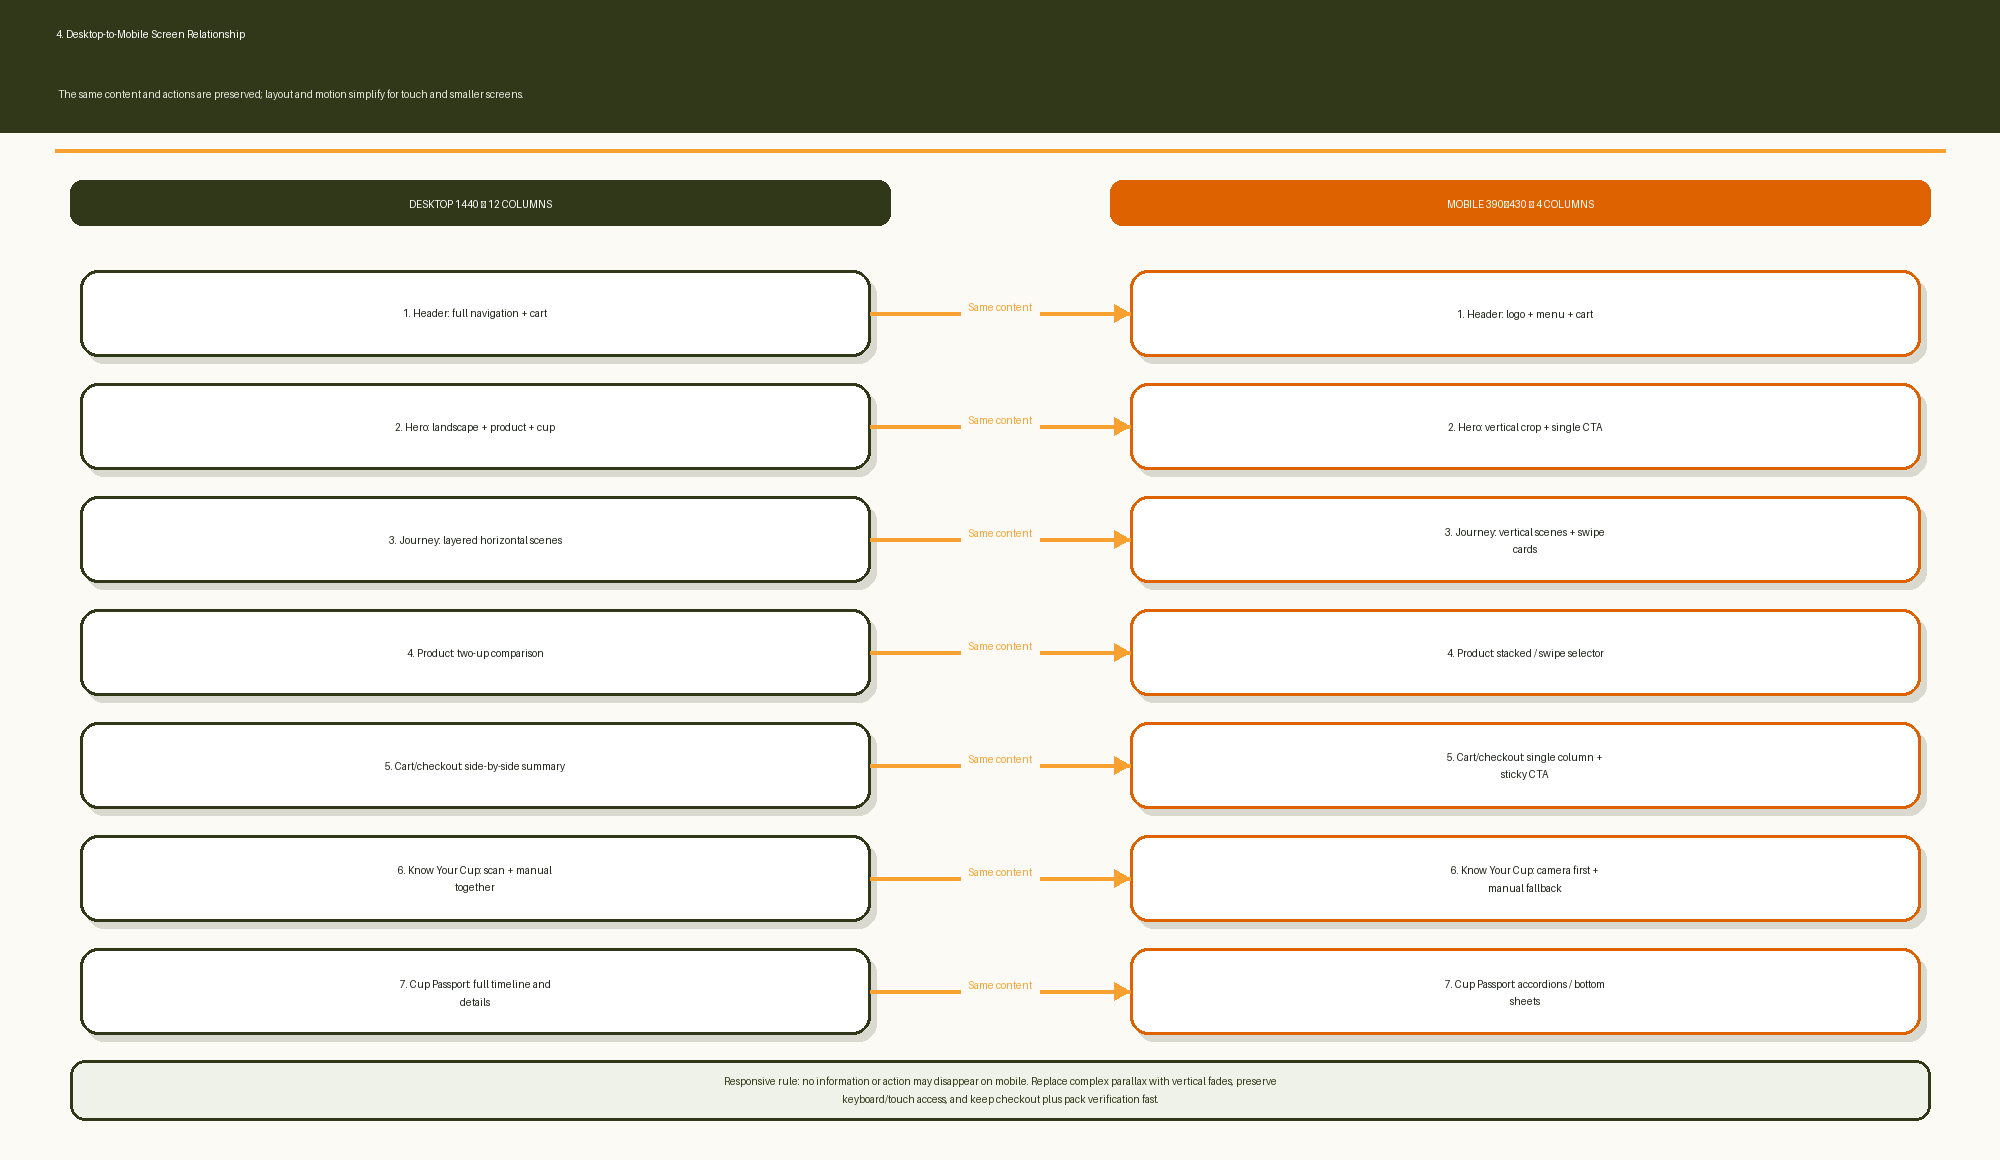 4. Desktop-to-Mobile Screen Relationship
The same content and actions are preserved; layout and motion simplify for touch and smaller screens.
DESKTOP 1440 ☒ 12 COLUMNS
MOBILE 390☒430 ☒ 4 COLUMNS
1. Header: full navigation + cart
Same content
1. Header: logo + menu + cart
2. Hero: landscape + product + cup
Same content
2. Hero: vertical crop + single CTA
3. Journey: layered horizontal scenes
Same content
3. Journey: vertical scenes + swipe
cards
4. Product: two-up comparison
Same content
4. Product: stacked / swipe selector
5. Cart/checkout: side-by-side summary
Same content
5. Cart/checkout: single column +
sticky CTA
6. Know Your Cup: scan + manual
together
Same content
6. Know Your Cup: camera first +
manual fallback
7. Cup Passport: full timeline and
details
Same content
7. Cup Passport: accordions / bottom
sheets
Responsive rule: no information or action may disappear on mobile. Replace complex parallax with vertical fades, preserve
keyboard/touch access, and keep checkout plus pack verification fast.